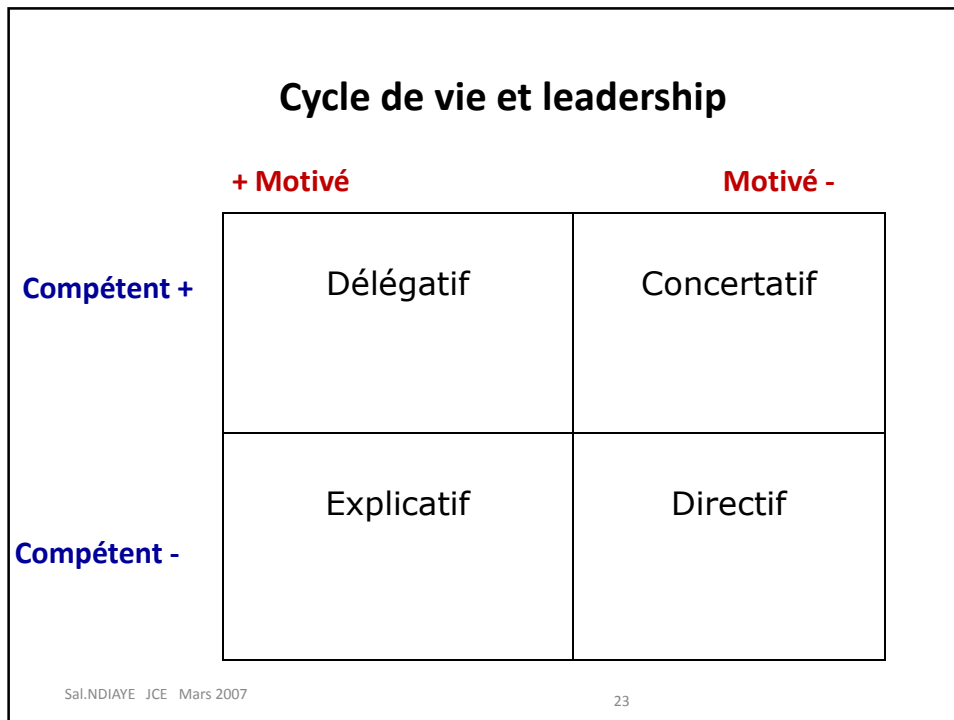 Cycle de vie et leadership
+ Motivé Motivé -
Compétent + Délégatif Concertatif
Explicatif Directif
Compétent -
Sal.NDIAYE JCE Mars 2007 23